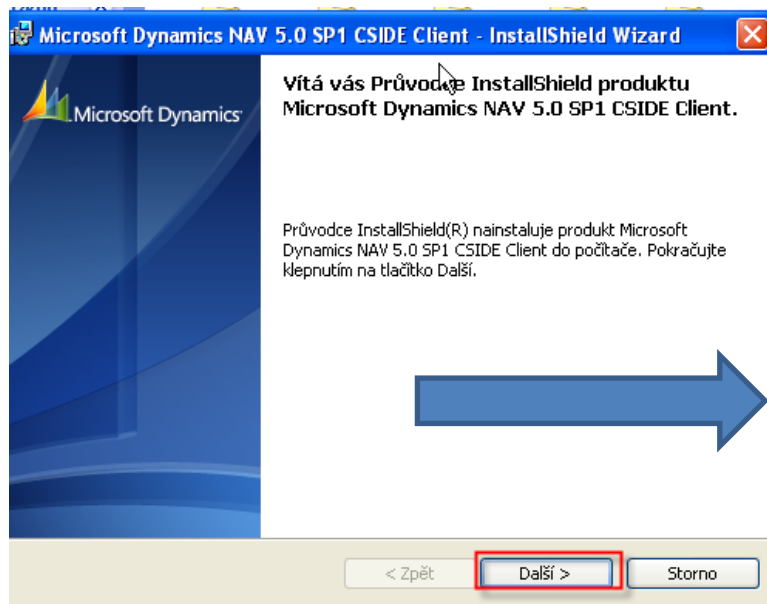 Microsoft Dynamics NAV 5.0 SP1 CSIDE Client - InstallShield Wizard
Microsoft Dynamics
Vítá vás Průvodce InstallShield produktu
Microsoft Dynamics NAV 5.0 SP1 CSIDE Client.
Průvodce InstallShield(R) nainstaluje produkt Microsoft
Dynamics NAV 5.0 SP1 CSIDE Client do počítače. Pokračujte
klepnutím na tlačítko Další.
< Zpět
Další >
Storno